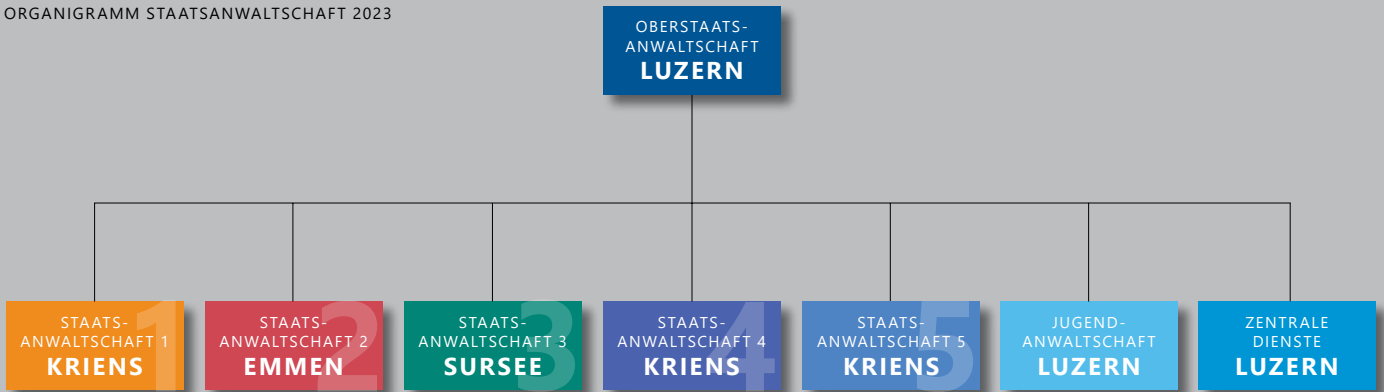 ORGANIGRAMM STAATSANWALTSCHAFT 2023
OBERSTAATS-
ANWALTSCHAFT
LUZERN
1
STAATS-
ANWALTSCHAFT 1
KRIENS
2
STAATS-
ANWALTSCHAFT 2
EMMEN
3
STAATS-
ANWALTSCHAFT 3
SURSEE
4
STAATS-
ANWALTSCHAFT 4
KRIENS
5
STAATS-
ANWALTSCHAFT 5
KRIENS
JUGEND-
ANWALTSCHAFT
LUZERN
ZENTRALE
DIENSTE
LUZERN